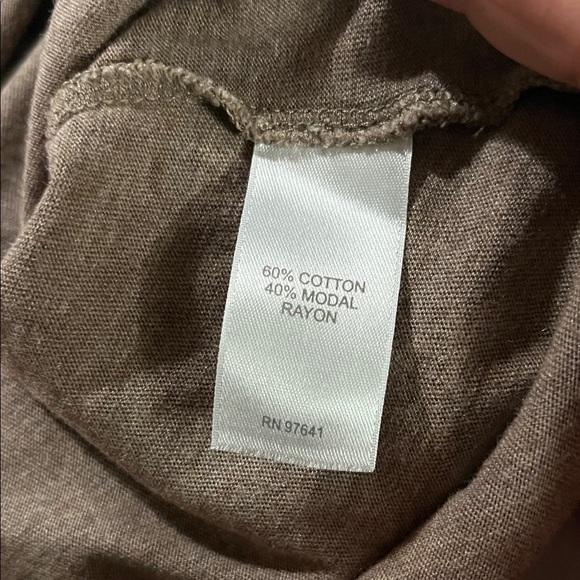 60% COTTON
40% MODAL
RAYON
RN 97641